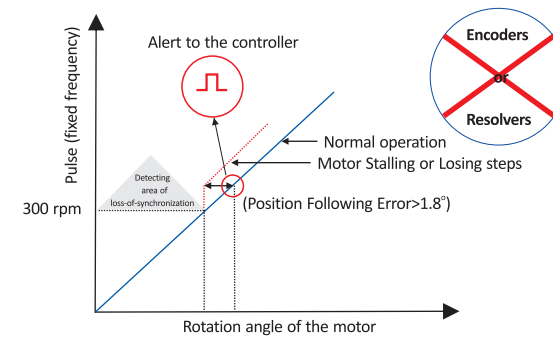 Encoders
or
Resolvers
Alert to the controller
Pulse (fixed frequency)
Normal operation
Motor Stalling or Losing steps
Detecting
area of
loss-of-synchronization
300 rpm
(Position Following Error>1.8°)
Rotation angle of the motor